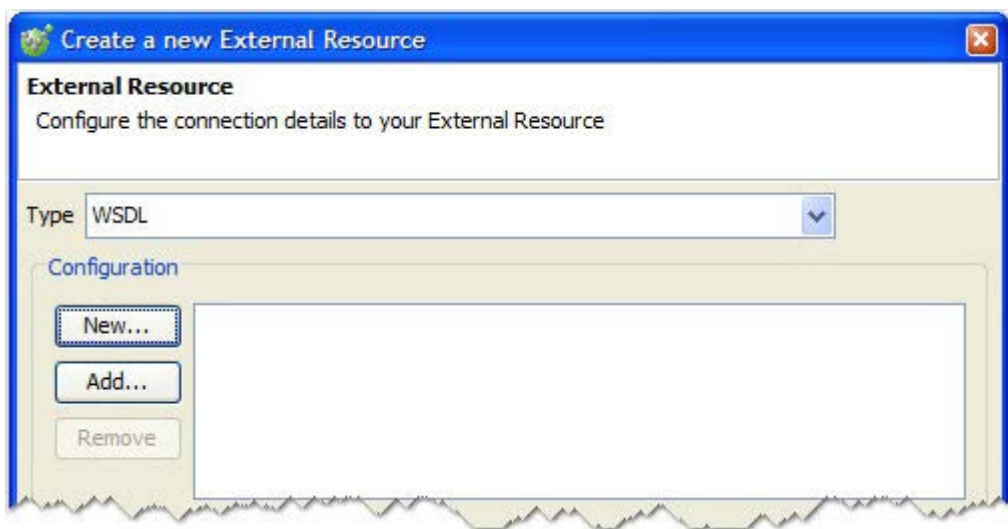 Create a new External Resource
External Resource
Configure the connection details to your External Resource
Type WSDL
Configuration
New...
Add...
Remove